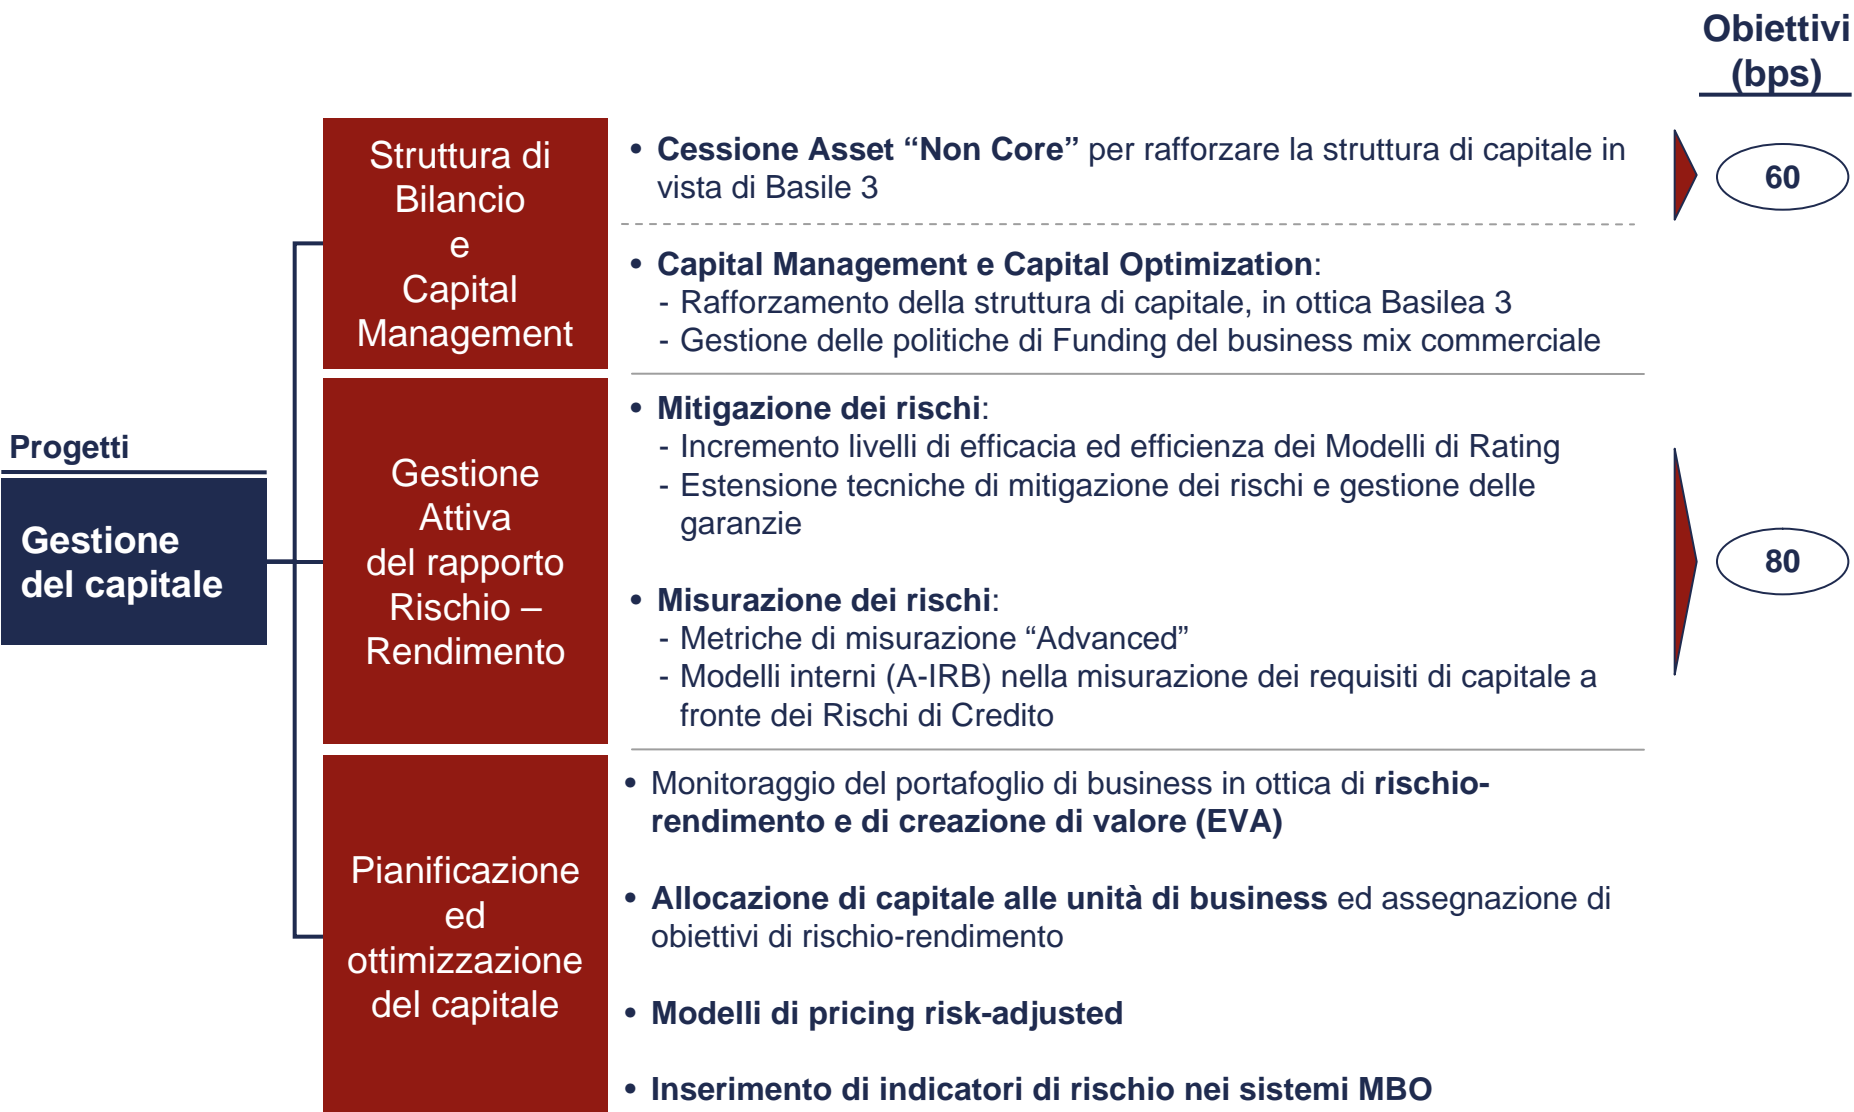 Obiettivi
(bps)
Progetti
Gestione
del capitale
Struttura di
Bilancio
e
Capital
Management
• Cessione Asset “Non Core” per rafforzare la struttura di capitale in
vista di Basile 3
60
• Capital Management e Capital Optimization:
- Rafforzamento della struttura di capitale, in ottica Basilea 3
- Gestione delle politiche di Funding del business mix commerciale
Gestione
Attiva
del rapporto
Rischio –
Rendimento
• Mitigazione dei rischi:
- Incremento livelli di efficacia ed efficienza dei Modelli di Rating
- Estensione tecniche di mitigazione dei rischi e gestione delle
garanzie
• Misurazione dei rischi:
- Metriche di misurazione “Advanced”
- Modelli interni (A-IRB) nella misurazione dei requisiti di capitale a
fronte dei Rischi di Credito
80
Pianificazione
ed
ottimizzazione
del capitale
• Monitoraggio del portafoglio di business in ottica di rischio-
rendimento e di creazione di valore (EVA)
• Allocazione di capitale alle unità di business ed assegnazione di
obiettivi di rischio-rendimento
• Modelli di pricing risk-adjusted
• Inserimento di indicatori di rischio nei sistemi MBO